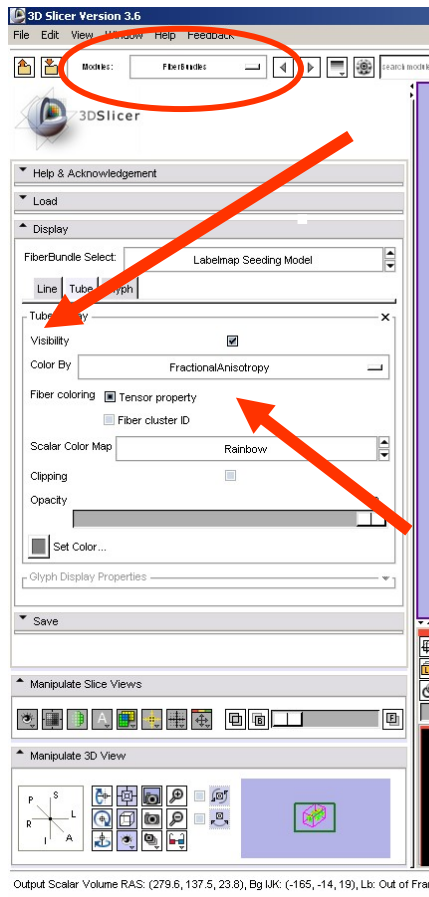 3D Slicer Version 3.6
File Edit View Window Help Feedback
Modules: FiberBundles
search modul
3DSlicer
Help & Acknowledgement
Load
Display
FiberBundle Select: Labelmap Seeding Model
Line Tube Glyph
Visibility
Color By FractionalAnisotropy
Fiber coloring Tensor property
Fiber cluster ID
Scalar Color Map Rainbow
Clipping
Opacity
Set Color...
Glyph Display Properties
Save
Manipulate Slice Views
A B F
Manipulate 3D View
P S
R L
I A
Output Scalar Volume RAS: (279.6, 137.5, 23.8), Bg IJK: (-165, -14, 19), Lb: Out of Fra